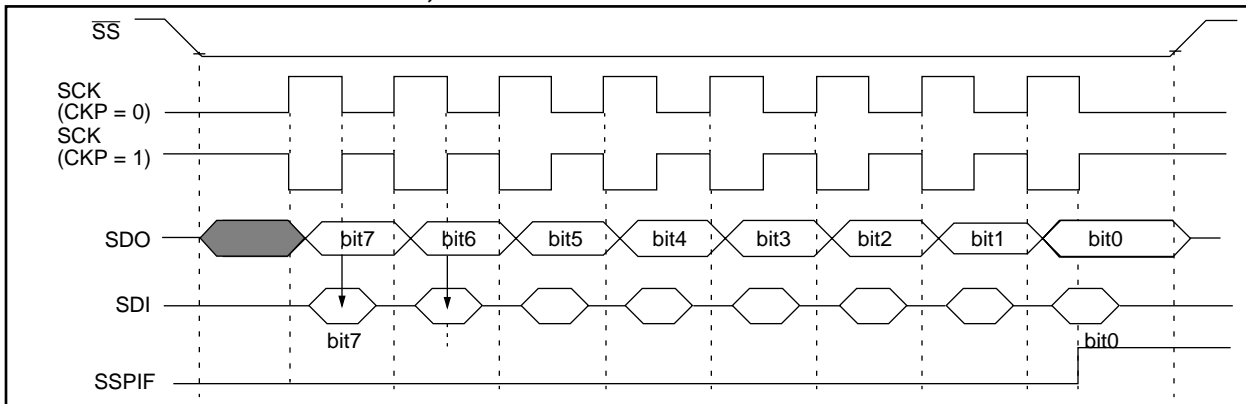 SS
SCK
(CKP = 0)
SCK
(CKP = 1)
SDO bit7 bit6 bit5 bit4 bit3 bit2 bit1 bit0
SDI
bit7 bit0
SSPIF